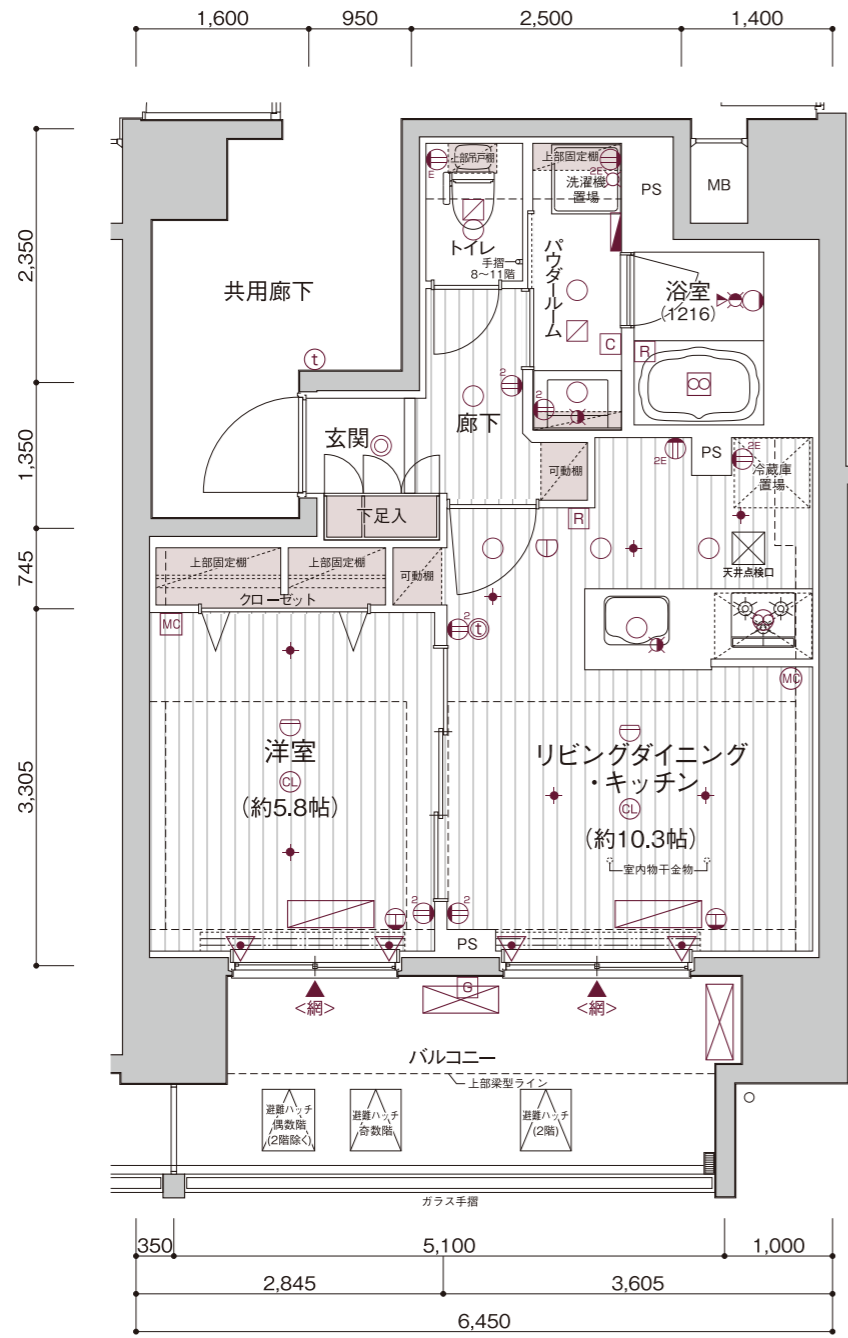 1,600
950
2,500
1,400
2,350
1,350
745
3,305
共用廊下
t
E
上部吊戸棚
トイレ
手摺
8〜11階
上部固定棚
2E
洗濯機
置場
パウダールーム
PS
MB
浴室
(1216)
C
R
2
2
玄関
廊下
可動棚
下足入
2E
PS
2E
冷蔵庫
置場
R
天井点検口
上部固定棚
上部固定棚
可動棚
クローゼット
MC
2
t
MC
洋室
CL
(約5.8帖)
リビングダイニング
・キッチン
CL
(約10.3帖)
室内物干金物
2
2
PS
G
<網>
<網>
バルコニー
上部梁型ライン
避難ハッチ
偶数階
(2階除く)
避難ハッチ
奇数階
避難ハッチ
(2階)
ガラス手摺
350
5,100
1,000
2,845
3,605
6,450